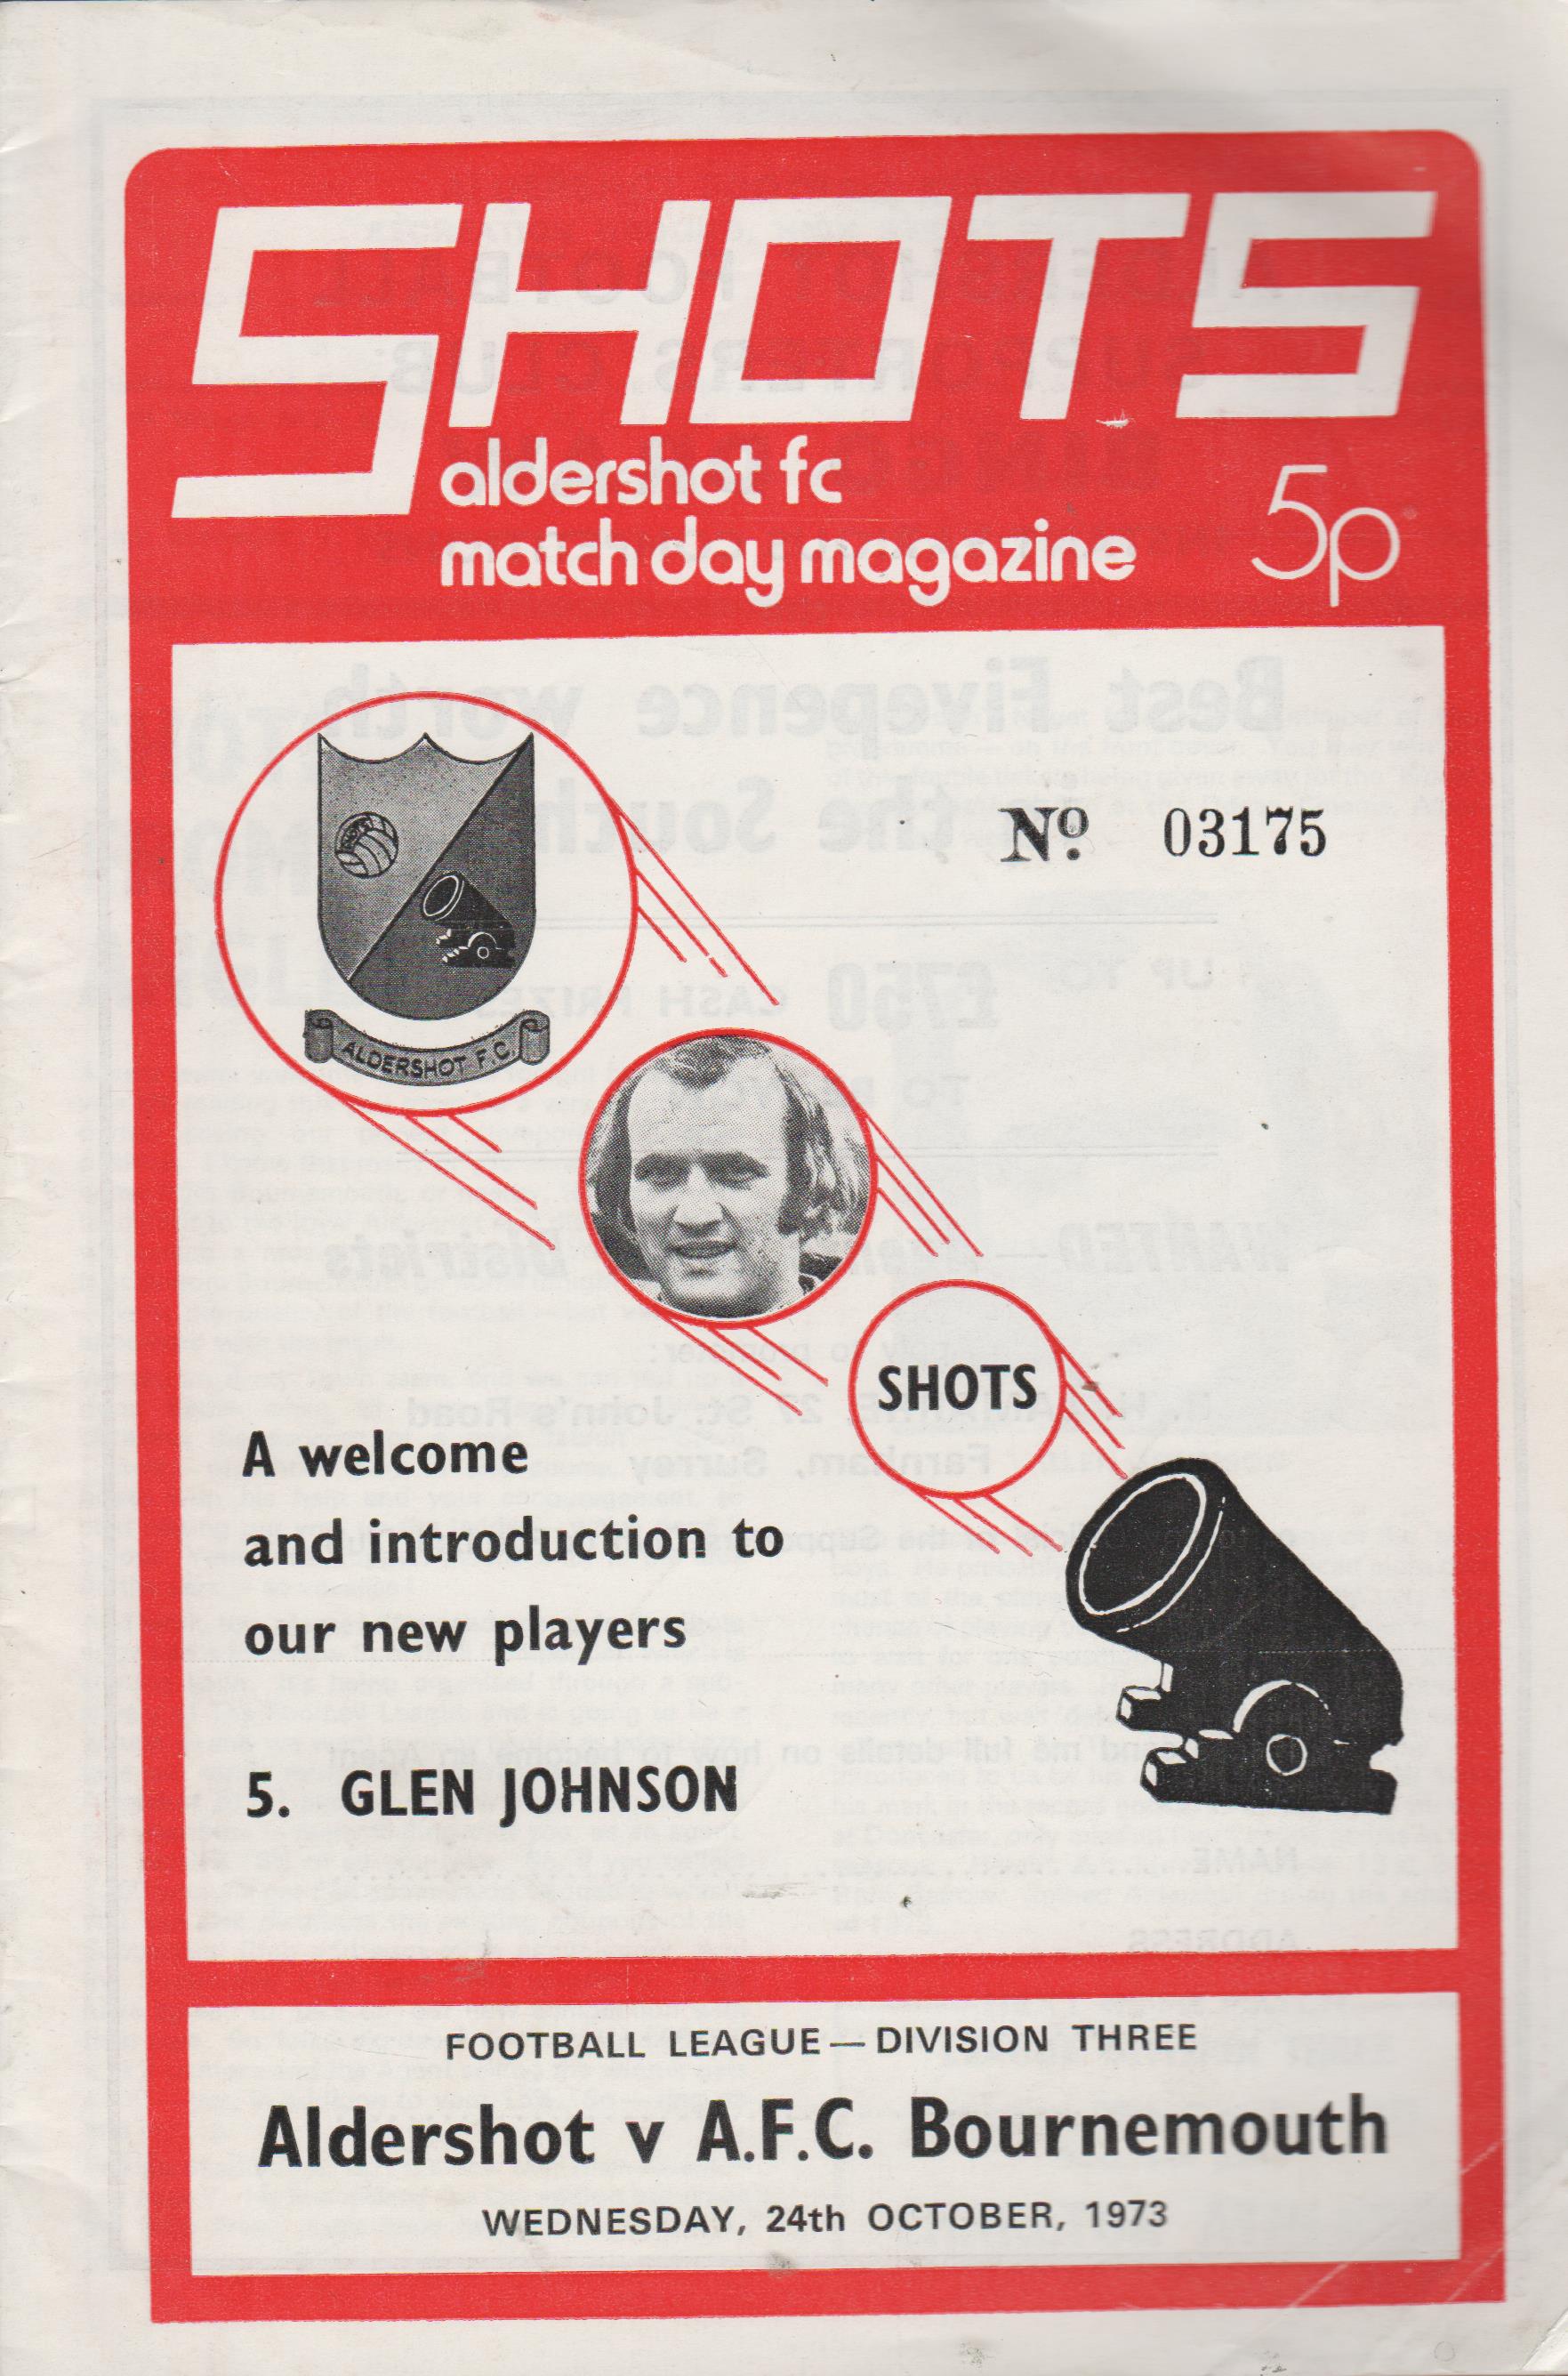 SHOTS
aldershot fc
match day magazine
5p
Nº. 03175
ALDERSHOT F.C.
SHOTS
A welcome
and introduction to
our new players
5. GLEN JOHNSON
FOOTBALL LEAGUE — DIVISION THREE
Aldershot v A.F.C. Bournemouth
WEDNESDAY, 24th OCTOBER, 1973